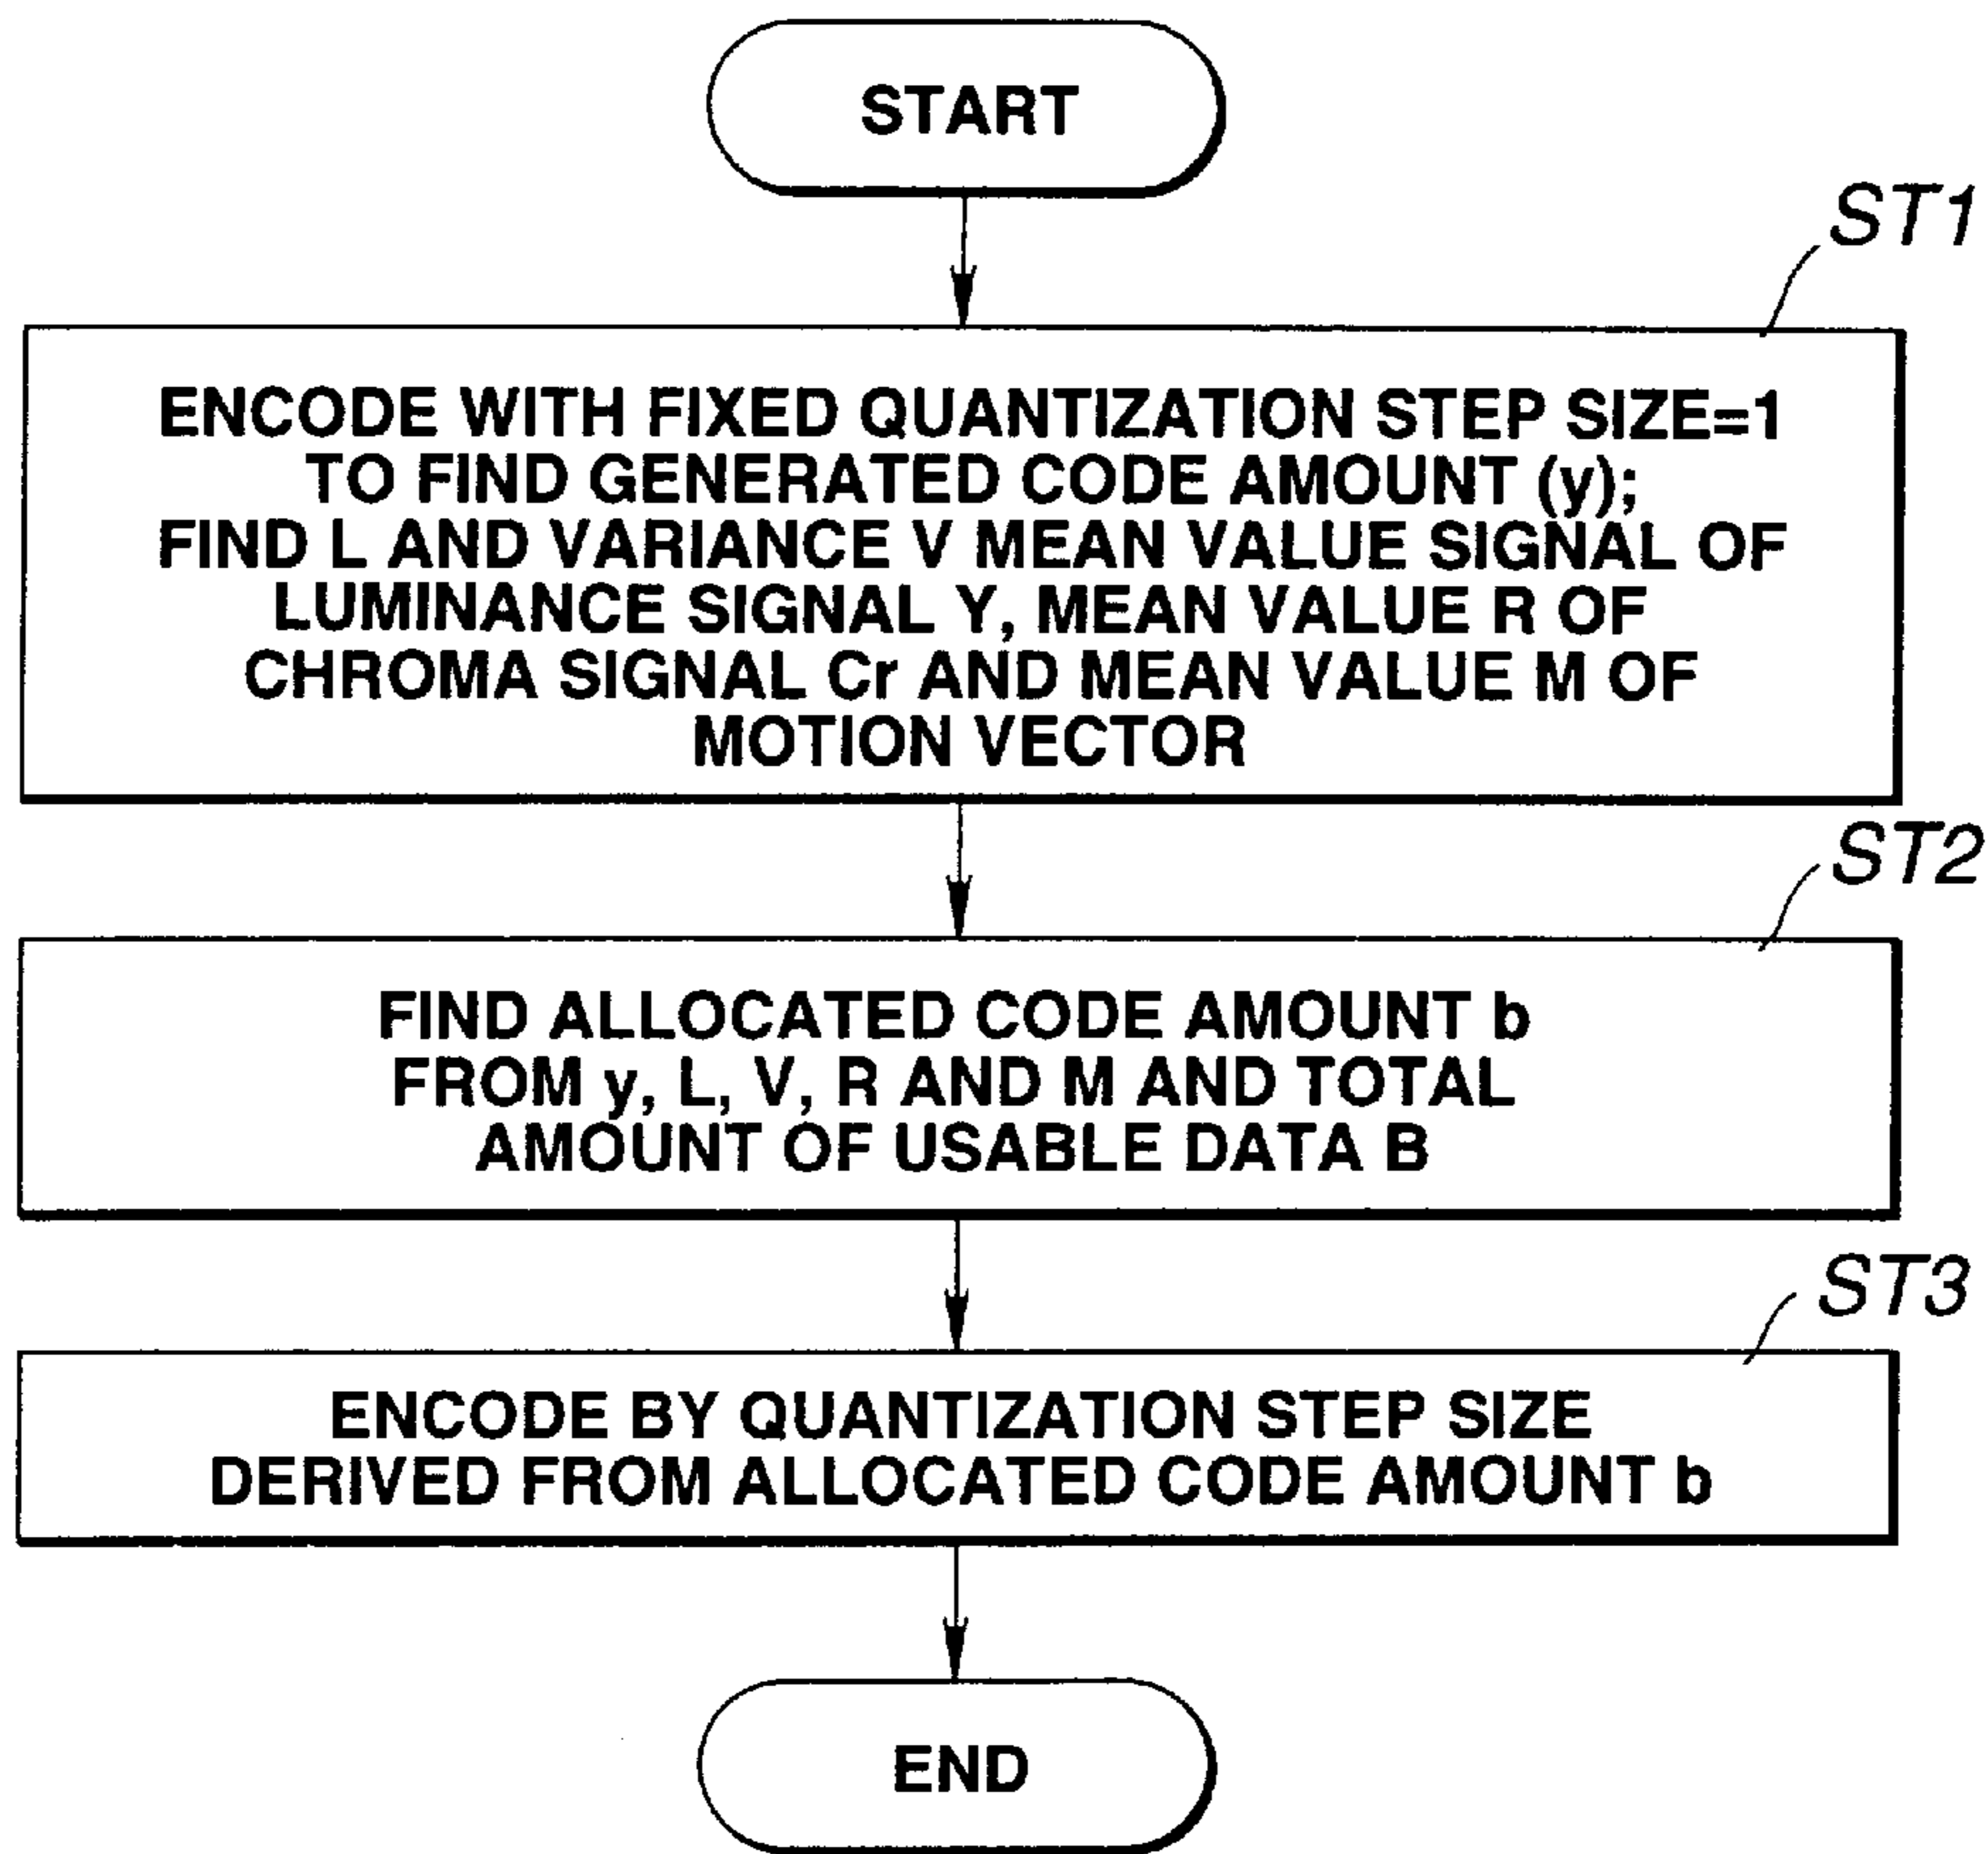 START
ST1
ENCODE WITH FIXED QUANTIZATION STEP SIZE=1
TO FIND GENERATED CODE AMOUNT (y);
FIND L AND VARIANCE V MEAN VALUE SIGNAL OF
LUMINANCE SIGNAL Y, MEAN VALUE R OF
CHROMA SIGNAL Cr AND MEAN VALUE M OF
MOTION VECTOR
ST2
FIND ALLOCATED CODE AMOUNT b
FROM y, L, V, R AND M AND TOTAL
AMOUNT OF USABLE DATA B
ST3
ENCODE BY QUANTIZATION STEP SIZE
DERIVED FROM ALLOCATED CODE AMOUNT b
END